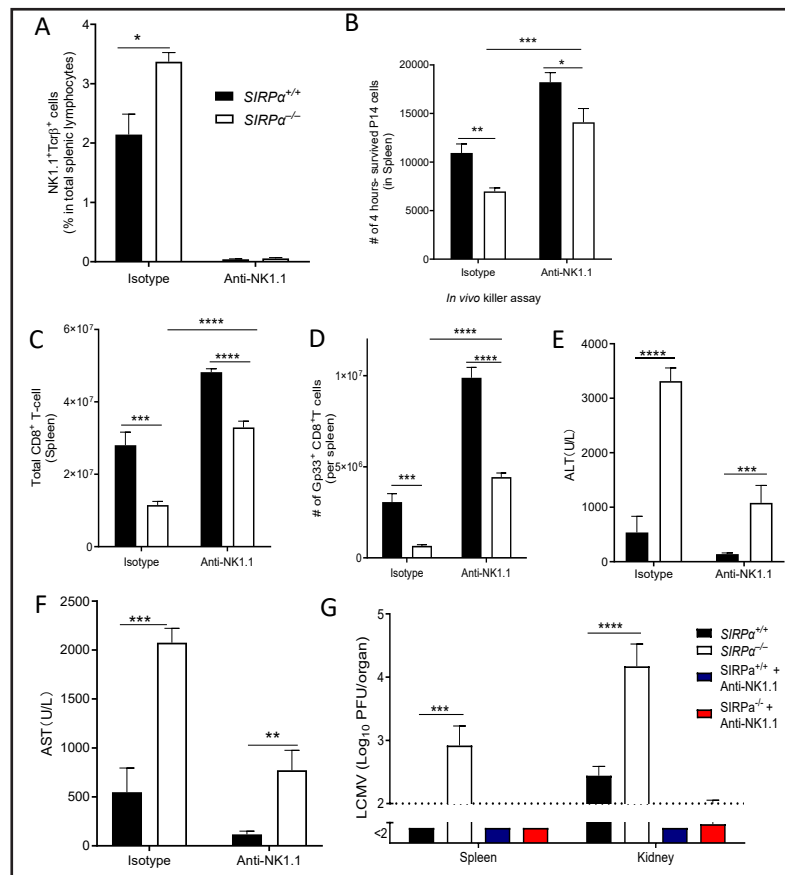 A
NK1.1⁺Tcrβ⁺ cells
(% in total splenic lymphocytes)
4
3
2
1
0
*
SIRPα⁺/⁺
SIRPα⁻/⁻
Isotype
Anti-NK1.1
B
# of 4 hours- survived P14 cells
(in Spleen)
20000
15000
10000
5000
0
***
**
*
Isotype
Anti-NK1.1
In vivo killer assay
C
Total CD8⁺ T-cell
(Spleen)
6×10⁷
4×10⁷
2×10⁷
0
****
***
****
Isotype
Anti-NK1.1
D
# of Gp33⁺ CD8⁺T cells
(per spleen)
1×10⁷
5×10⁶
0
****
***
****
Isotype
Anti-NK1.1
E
ALT(U/L)
4000
3000
2000
1000
0
****
***
Isotype
Anti-NK1.1
F
AST(U/L)
2500
2000
1500
1000
500
0
***
**
Isotype
Anti-NK1.1
G
LCMV (Log₁₀ PFU/organ)
5
4
3
2
<2
***
****
Spleen
Kidney
SIRPα⁺/⁺
SIRPα⁻/⁻
SIRPa⁺/⁺ +
Anti-NK1.1
SIRPa⁻/⁻ +
Anti-NK1.1